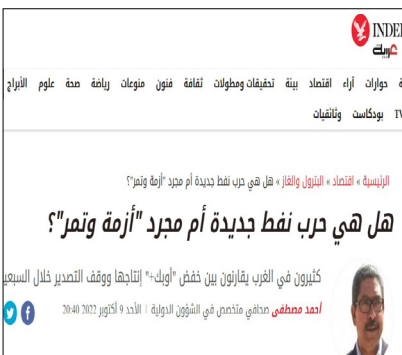 INDE
عربية
حوارات آراء اقتصاد بيئة تحقيقات ومطولات ثقافة فنون منوعات رياضة صحة علوم الأبراج
TV بودكاست وثائقيات
الرئيسية » اقتصاد » البترول والغاز » هل هي حرب نفط جديدة أم مجرد "أزمة وتمر"؟
هل هي حرب نفط جديدة أم مجرد "أزمة وتمر"؟
كثيرون في الغرب يقارنون بين خفض "أوبك+" إنتاجها ووقف التصدير خلال السبعي
أحمد مصطفى صحافي متخصص في الشؤون الدولية | الأحد 9 أكتوبر 2022 20:40